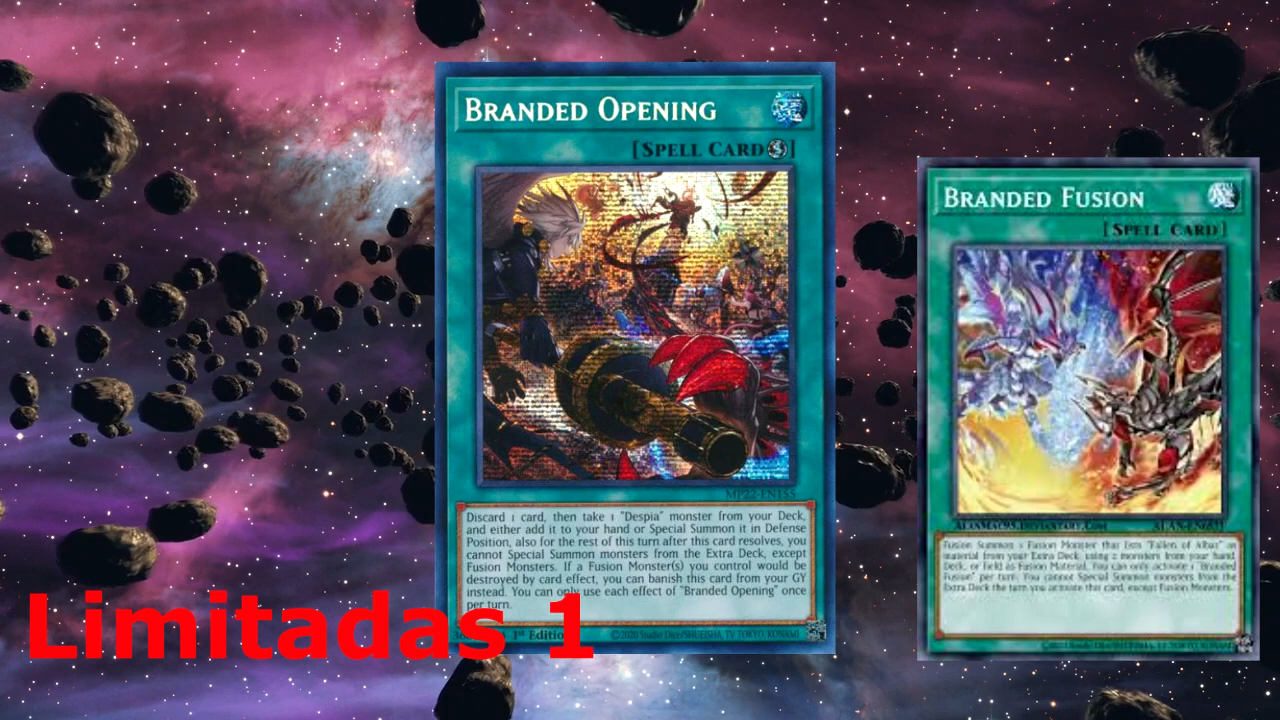 BRANDED OPENING
[SPELL CARD]
MP22-EN155
Discard 1 card, then take 1 "Despia" monster from your Deck,
and either add it to your hand or Special Summon it in Defense
Position, also for the rest of this turn after this card resolves, you
cannot Special Summon monsters from the Extra Deck, except
Fusion Monsters. If a Fusion Monster(s) you control would be
destroyed by card effect, you can banish this card from your GY
instead. You can only use each effect of "Branded Opening" once
per turn.
1st Edition
©2020 Studio Dice/SHUEISHA, TV TOKYO, KONAMI
BRANDED FUSION
[SPELL CARD]
ALANMAC95.DEVIANTART.COM
Fusion Summon 1 Fusion Monster that lists "Fallen of Albaz" as
material from your Extra Deck, using 2 monsters from your hand,
Deck, or field as Fusion Material. You can only activate 1 "Branded
Fusion" per turn. You cannot Special Summon monsters from the
Extra Deck the turn you activate this card, except Fusion Monsters.
Limitadas 1